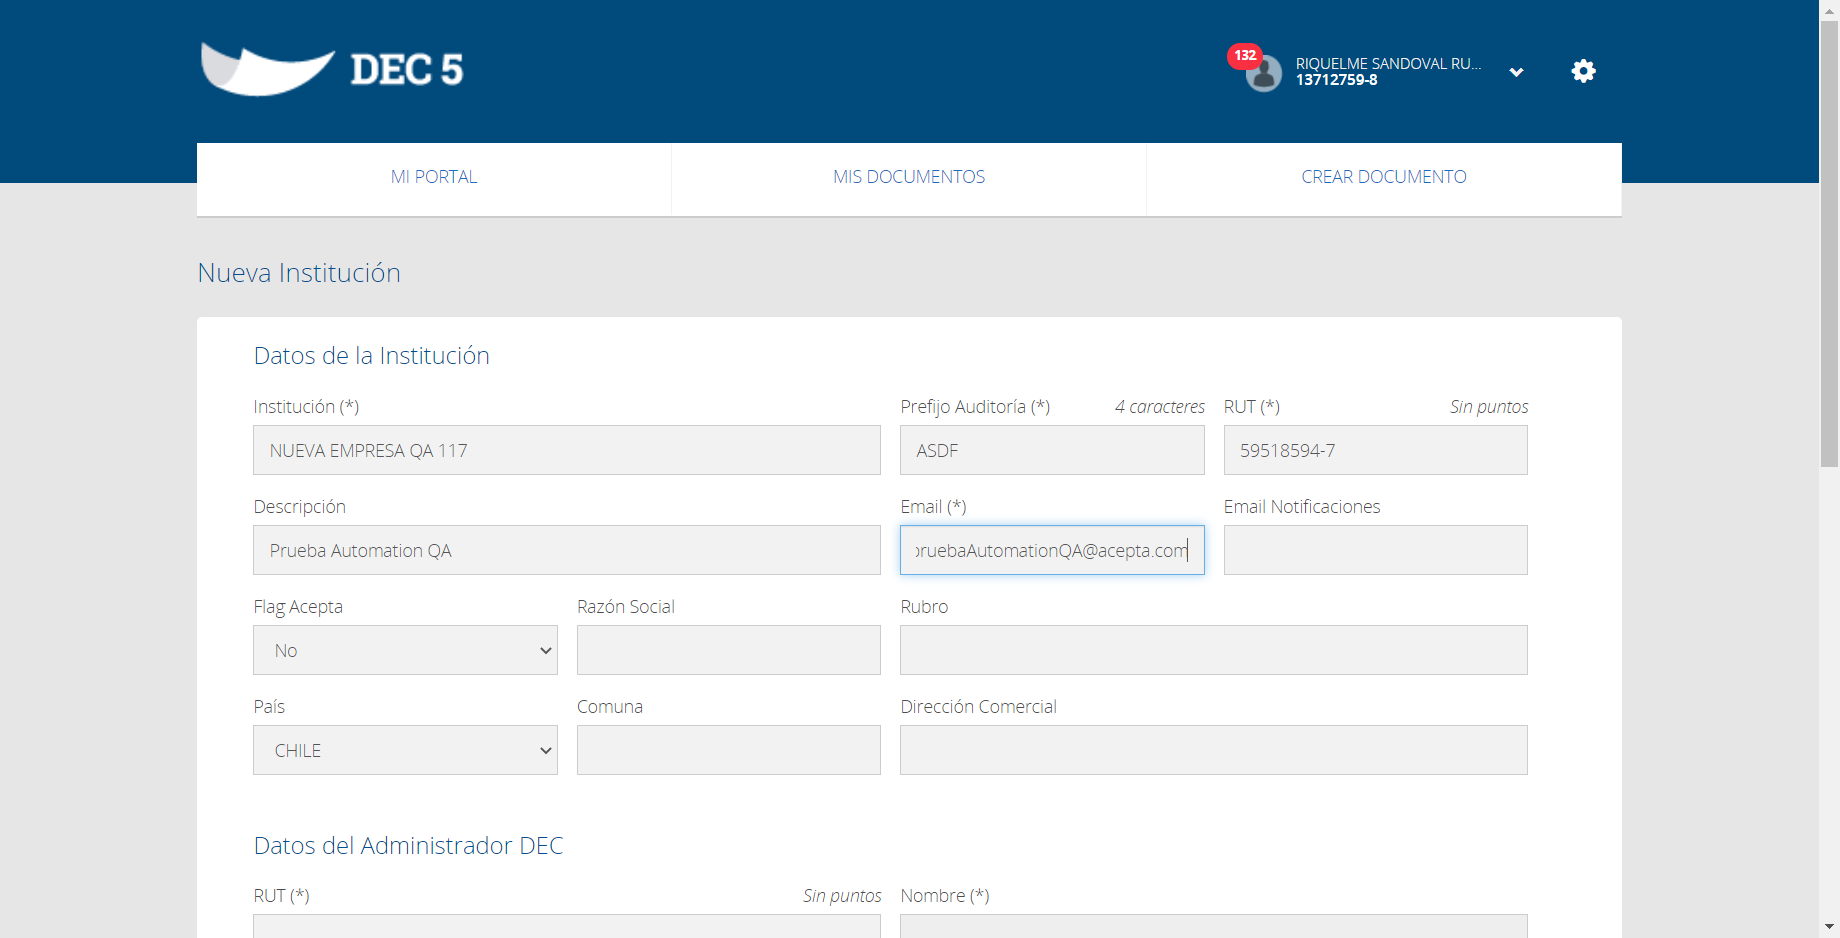 DEC 5
132
RIQUELME SANDOVAL RU...
13712759-8
MI PORTAL
MIS DOCUMENTOS
CREAR DOCUMENTO
Nueva Institución
Datos de la Institución
Institución (*)
Prefijo Auditoría (*) 4 caracteres
RUT (*) Sin puntos
NUEVA EMPRESA QA 117
ASDF
59518594-7
Descripción
Email (*)
Email Notificaciones
Prueba Automation QA
pruebaAutomationQA@acepta.com
Flag Acepta
Razón Social
Rubro
No
País
Comuna
Dirección Comercial
CHILE
Datos del Administrador DEC
RUT (*) Sin puntos
Nombre (*)